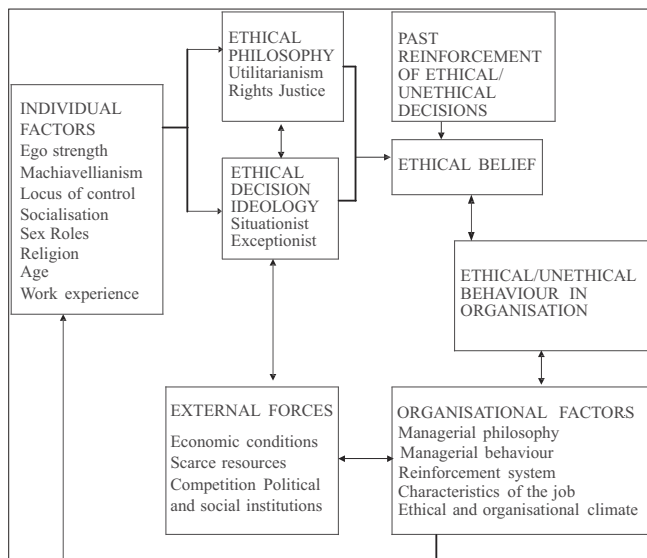 INDIVIDUAL
FACTORS
Ego strength
Machiavellianism
Locus of control
Socialisation
Sex Roles
Religion
Age
Work experience
ETHICAL
PHILOSOPHY
Utilitarianism
Rights Justice
ETHICAL
DECISION
IDEOLOGY
Situationist
Exceptionist
PAST
REINFORCEMENT
OF ETHICAL/
UNETHICAL
DECISIONS
ETHICAL BELIEF
ETHICAL/UNETHICAL
BEHAVIOUR IN
ORGANISATION
EXTERNAL FORCES
Economic conditions
Scarce resources
Competition Political
and social institutions
ORGANISATIONAL FACTORS
Managerial philosophy
Managerial behaviour
Reinforcement system
Characteristics of the job
Ethical and organisational climate